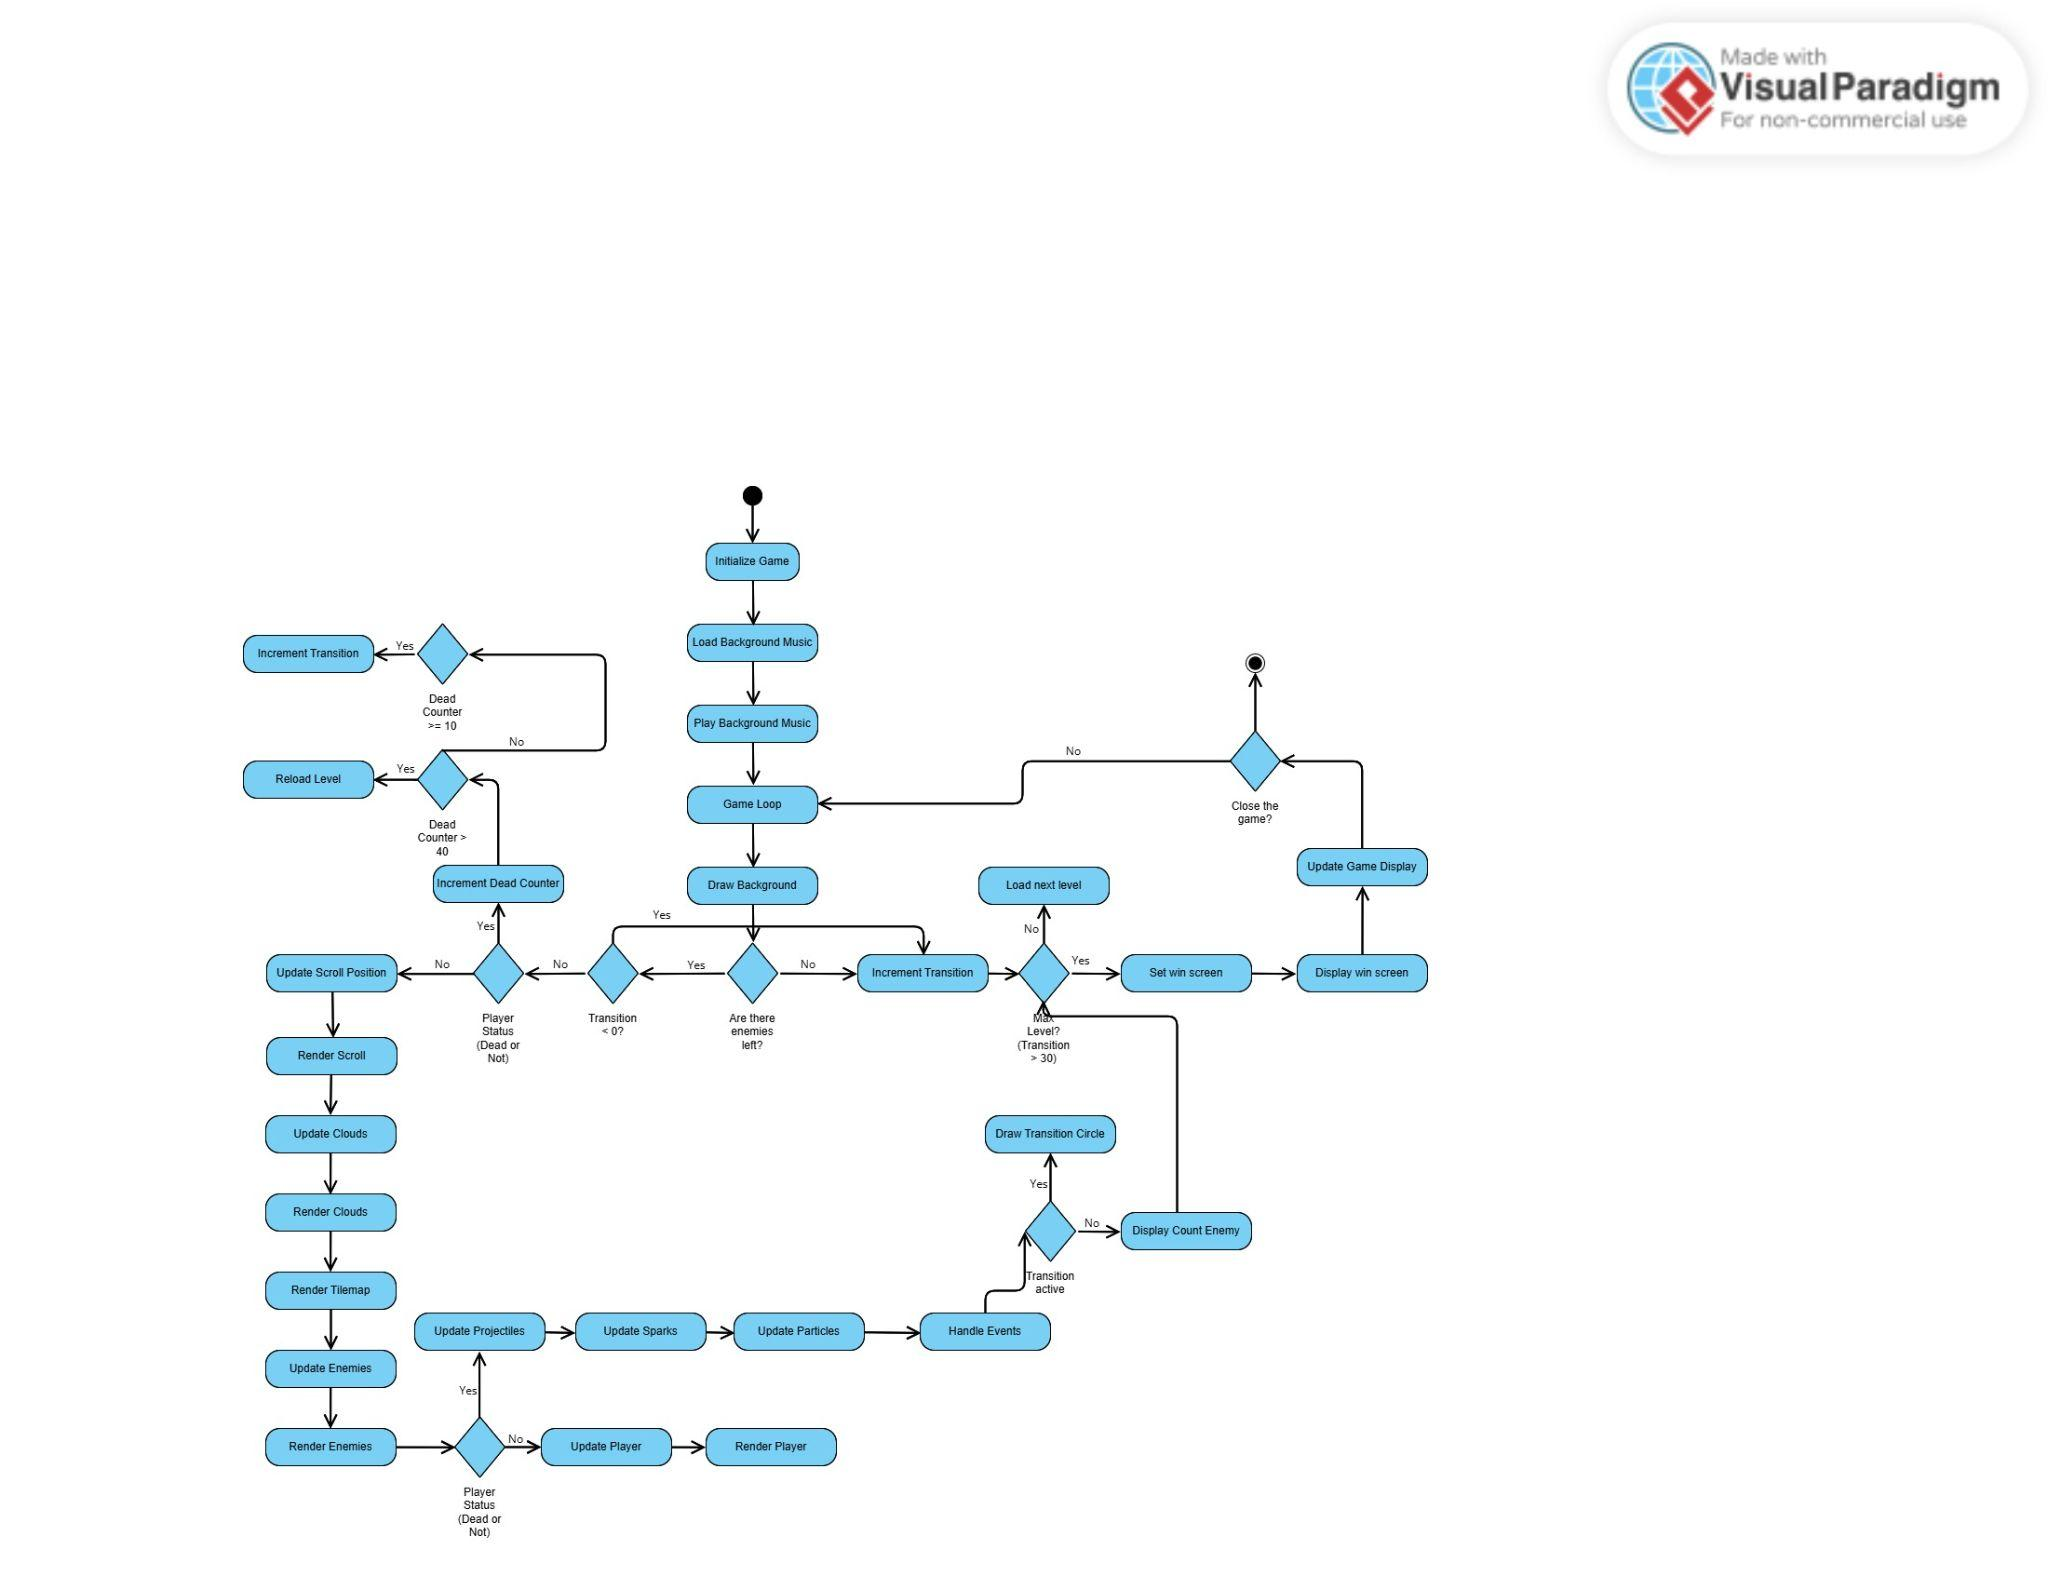 Made with
Visual Paradigm
For non-commercial use
Initialize Game
Load Background Music
Play Background Music
Game Loop
Draw Background
Increment Transition
Yes
Dead
Counter
>= 10
No
Reload Level
Yes
Dead
Counter >
40
Increment Dead Counter
Yes
No
Close the
game?
Update Game Display
Load next level
No
Yes
Update Scroll Position
No
Player
Status
(Dead or
Not)
No
Transition
< 0?
Yes
Are there
enemies
left?
No
Increment Transition
Max
Level?
(Transition
> 30)
Yes
Set win screen
Display win screen
Render Scroll
Update Clouds
Render Clouds
Render Tilemap
Update Enemies
Render Enemies
Draw Transition Circle
Yes
No
Display Count Enemy
Transition
active
Update Projectiles
Update Sparks
Update Particles
Handle Events
Yes
No
Update Player
Render Player
Player
Status
(Dead or
Not)